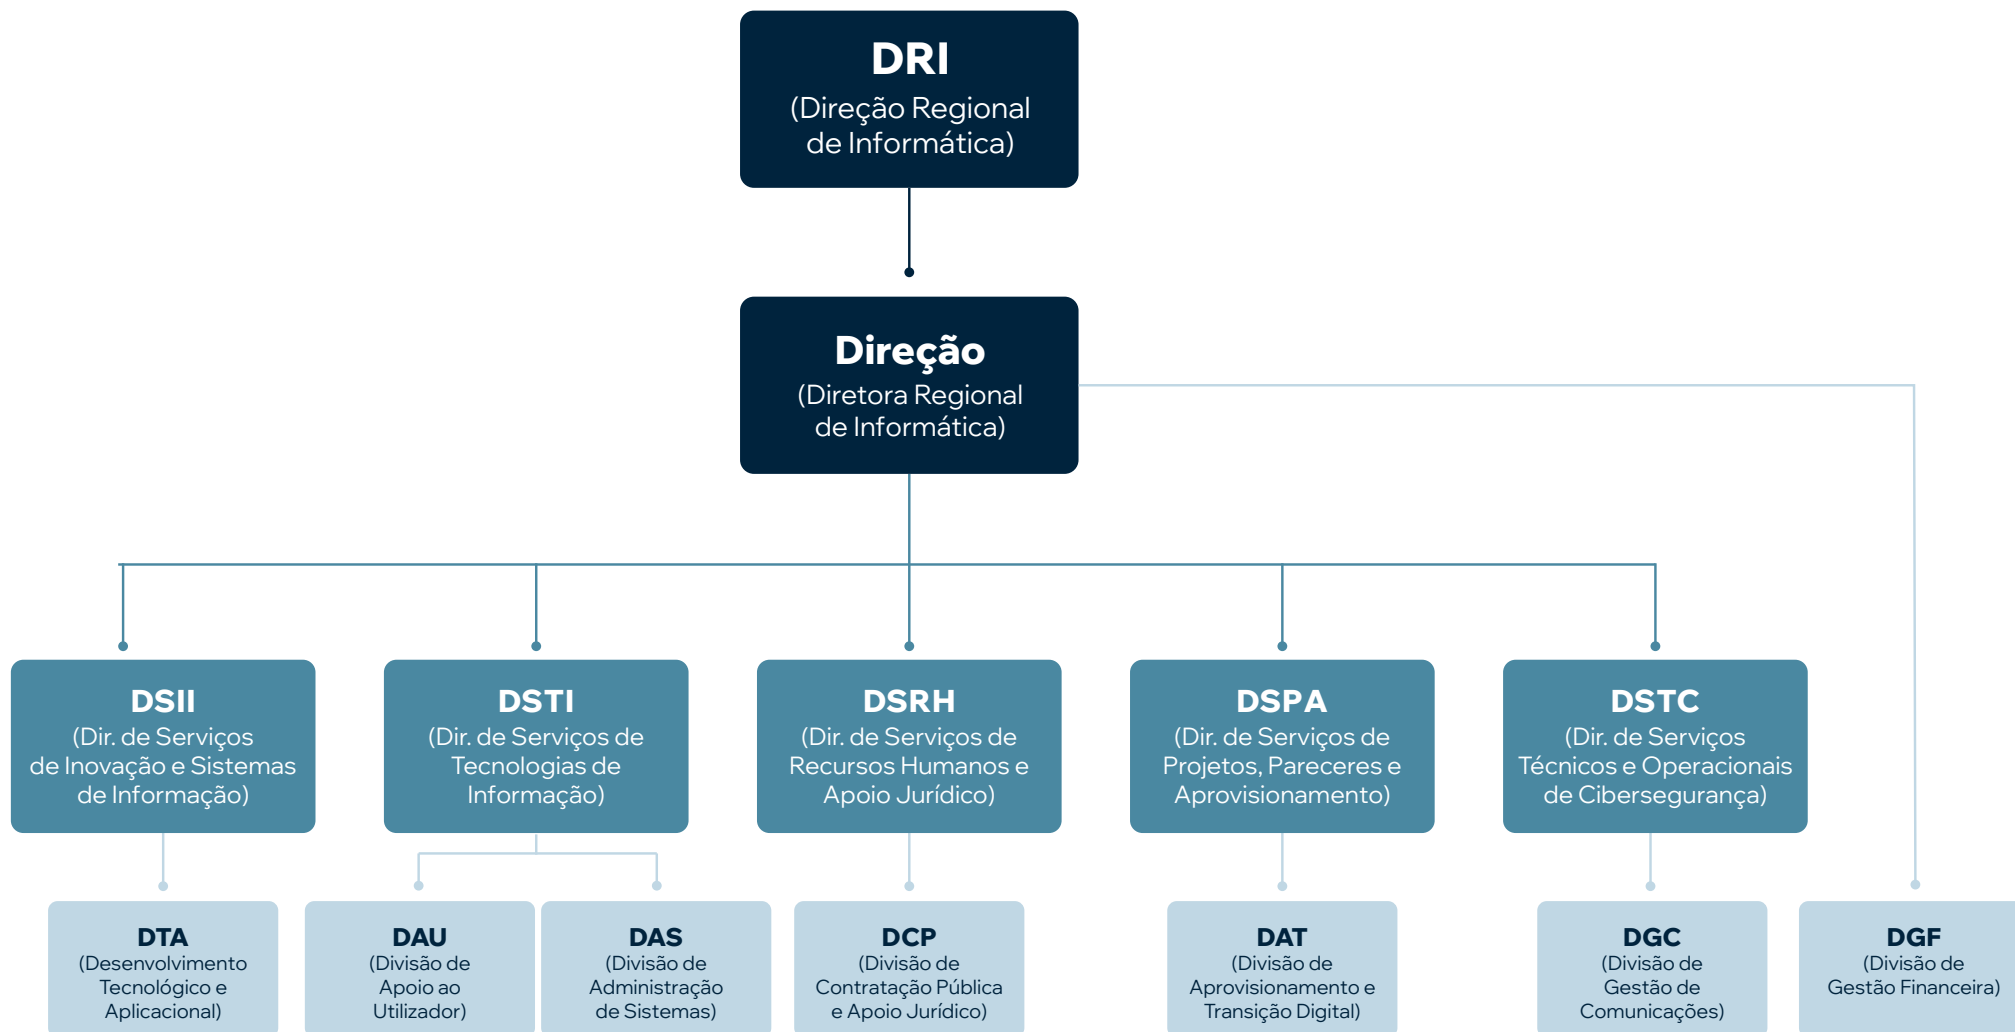 DRI
(Direção Regional
de Informática)
Direção
(Diretora Regional
de Informática)
DSII
(Dir. de Serviços
de Inovação e Sistemas
de Informação)
DSTI
(Dir. de Serviços de
Tecnologias de
Informação)
DSRH
(Dir. de Serviços de
Recursos Humanos e
Apoio Jurídico)
DSPA
(Dir. de Serviços de
Projetos, Pareceres e
Aprovisionamento)
DSTC
(Dir. de Serviços
Técnicos e Operacionais
de Cibersegurança)
DTA
(Desenvolvimento
Tecnológico e
Aplicacional)
DAU
(Divisão de
Apoio ao
Utilizador)
DAS
(Divisão de
Administração
de Sistemas)
DCP
(Divisão de
Contratação Pública
e Apoio Jurídico)
DAT
(Divisão de
Aprovisionamento e
Transição Digital)
DGC
(Divisão de
Gestão de
Comunicações)
DGF
(Divisão de
Gestão Financeira)